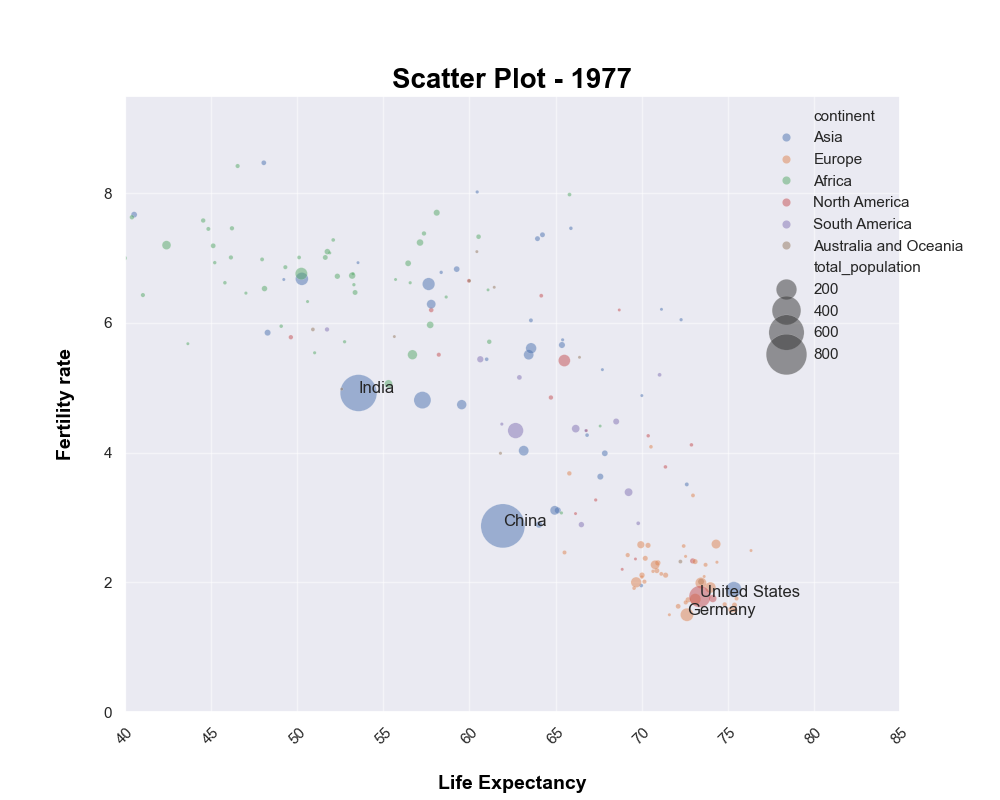 Scatter Plot - 1977
continent
Asia
Europe
Africa
North America
South America
Australia and Oceania
total_population
200
400
600
800
8
6
4
2
0
Fertility rate
India
China
United States
Germany
40 45 50 55 60 65 70 75 80 85
Life Expectancy